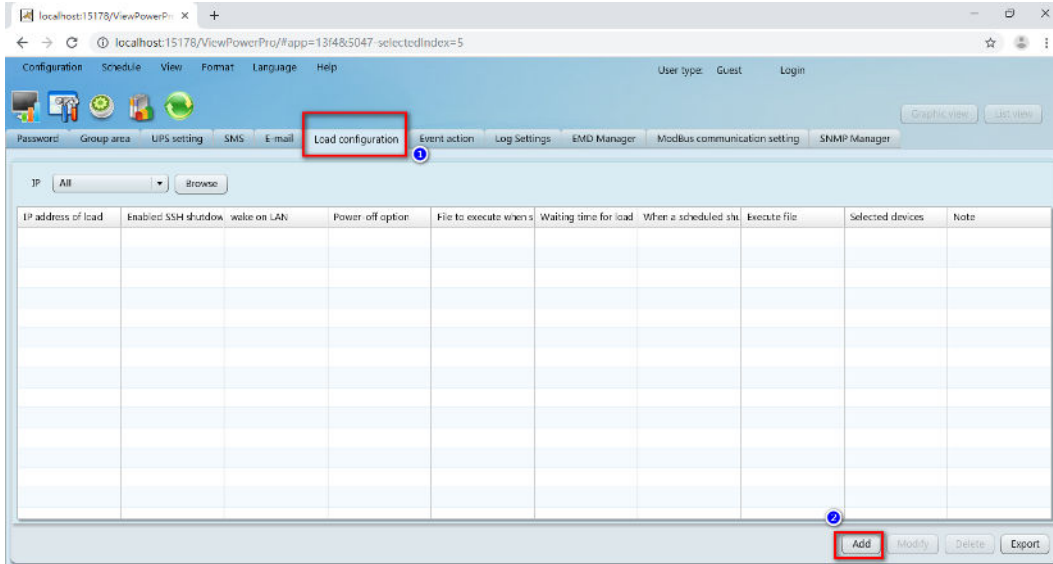 localhost:15178/ViewPowerPr
localhost:15178/ViewPowerPro/#app=13f4&5047-selectedIndex=5
Configuration Schedule View Format Language Help User type: Guest Login
Graphic view List view
Password Group area UPS setting SMS E-mail Load configuration Event action Log Settings EMD Manager ModBus communication setting SNMP Manager
1
IP All Browse
IP address of load Enabled SSH shutdow wake on LAN Power-off option File to execute when s Waiting time for load When a scheduled shu Execute file Selected devices Note
2
Add Modify Delete Export